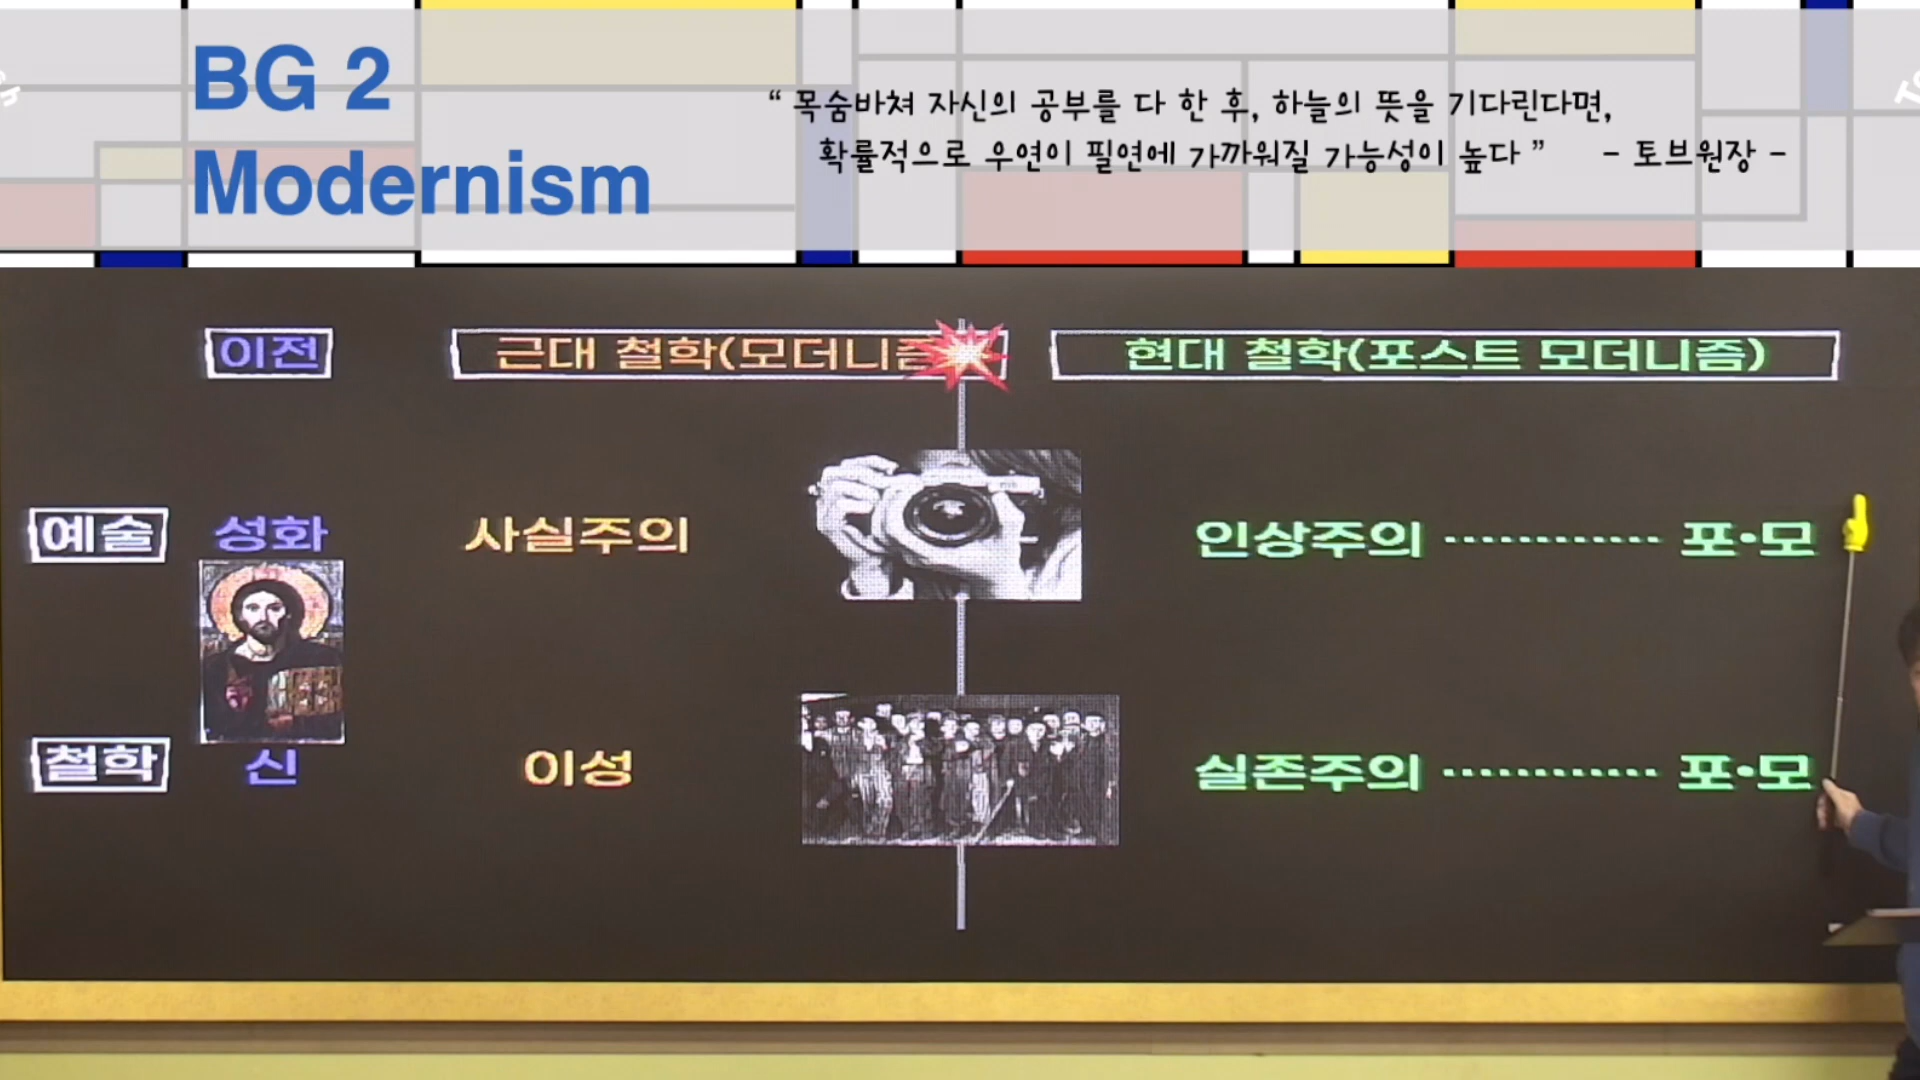 BG 2
Modernism
“ 목숨바쳐 자신의 공부를 다 한 후, 하늘의 뜻을 기다린다면,
확률적으로 우연이 필연에 가까워질 가능성이 높다 ” - 토브원장 -
이전 근대 철학(모더니즘 현대 철학(포스트 모더니즘)
예술 성화 사실주의 인상주의 ············ 포·모
철학 신 이성 실존주의 ············ 포·모